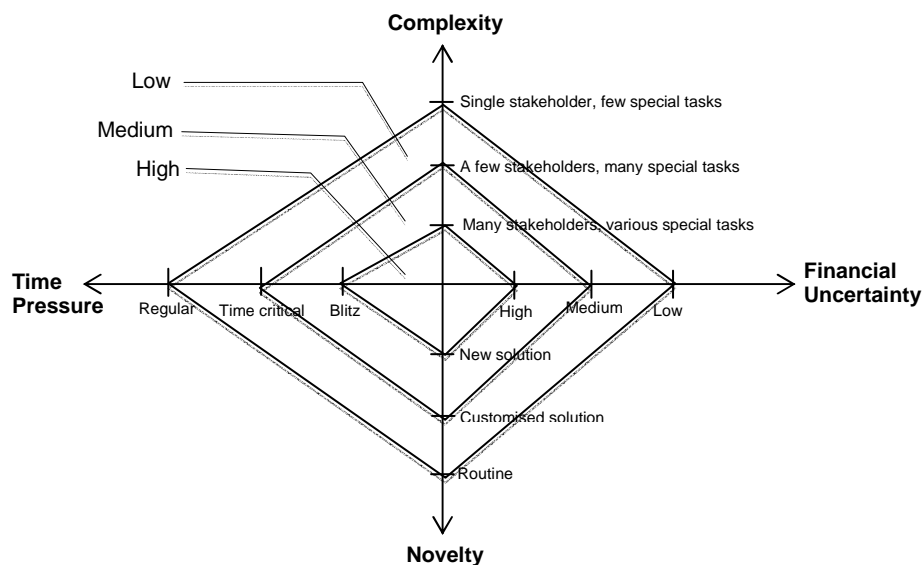 Complexity
Low
Single stakeholder, few special tasks
Medium
A few stakeholders, many special tasks
High
Many stakeholders, various special tasks
Time
Pressure
Financial
Uncertainty
Regular
Time critical
Blitz
High
Medium
Low
New solution
Customised solution
Routine
Novelty